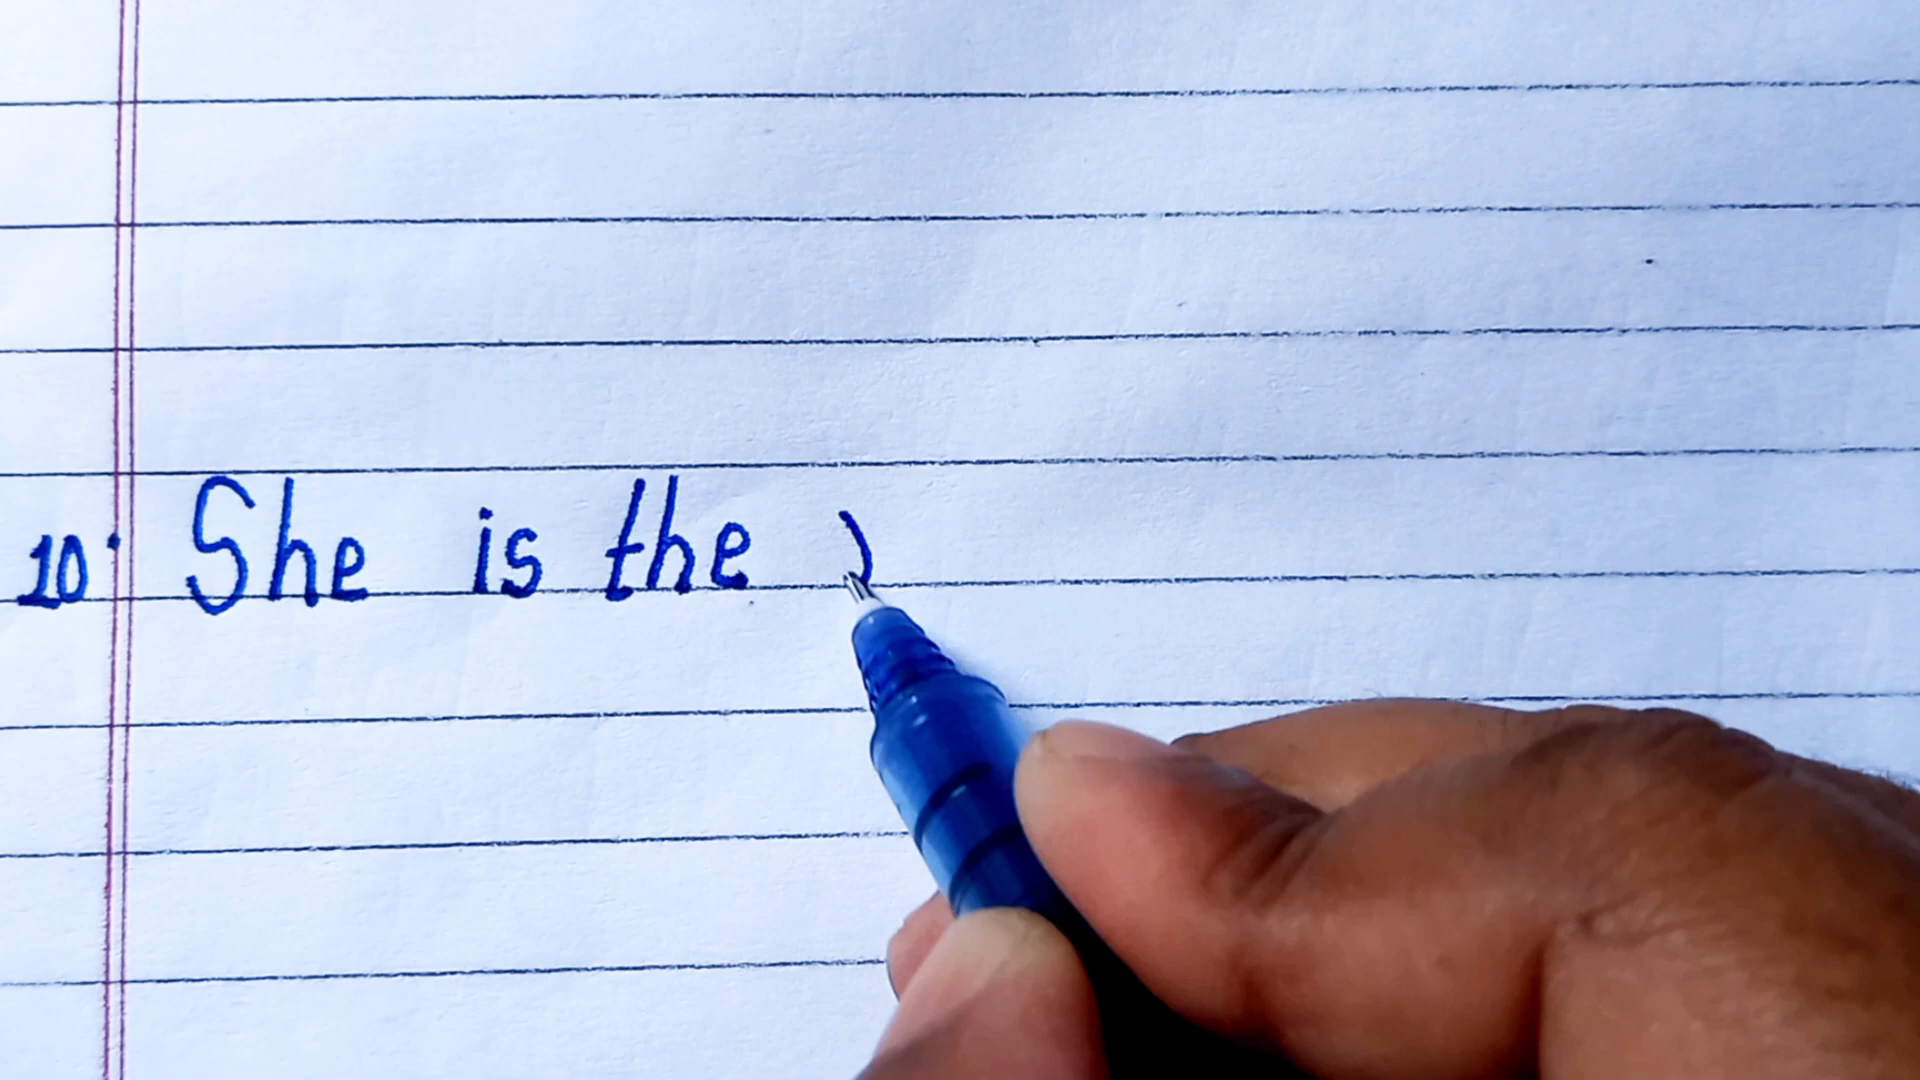 10. She is the